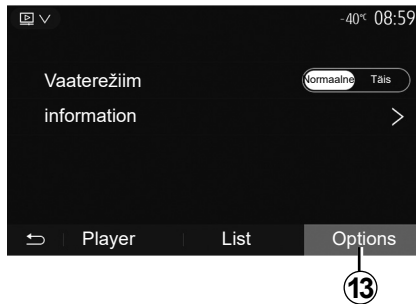 -40°C 08:59
Vaaterežiim Normaalne Täis
information >
Player List Options
13